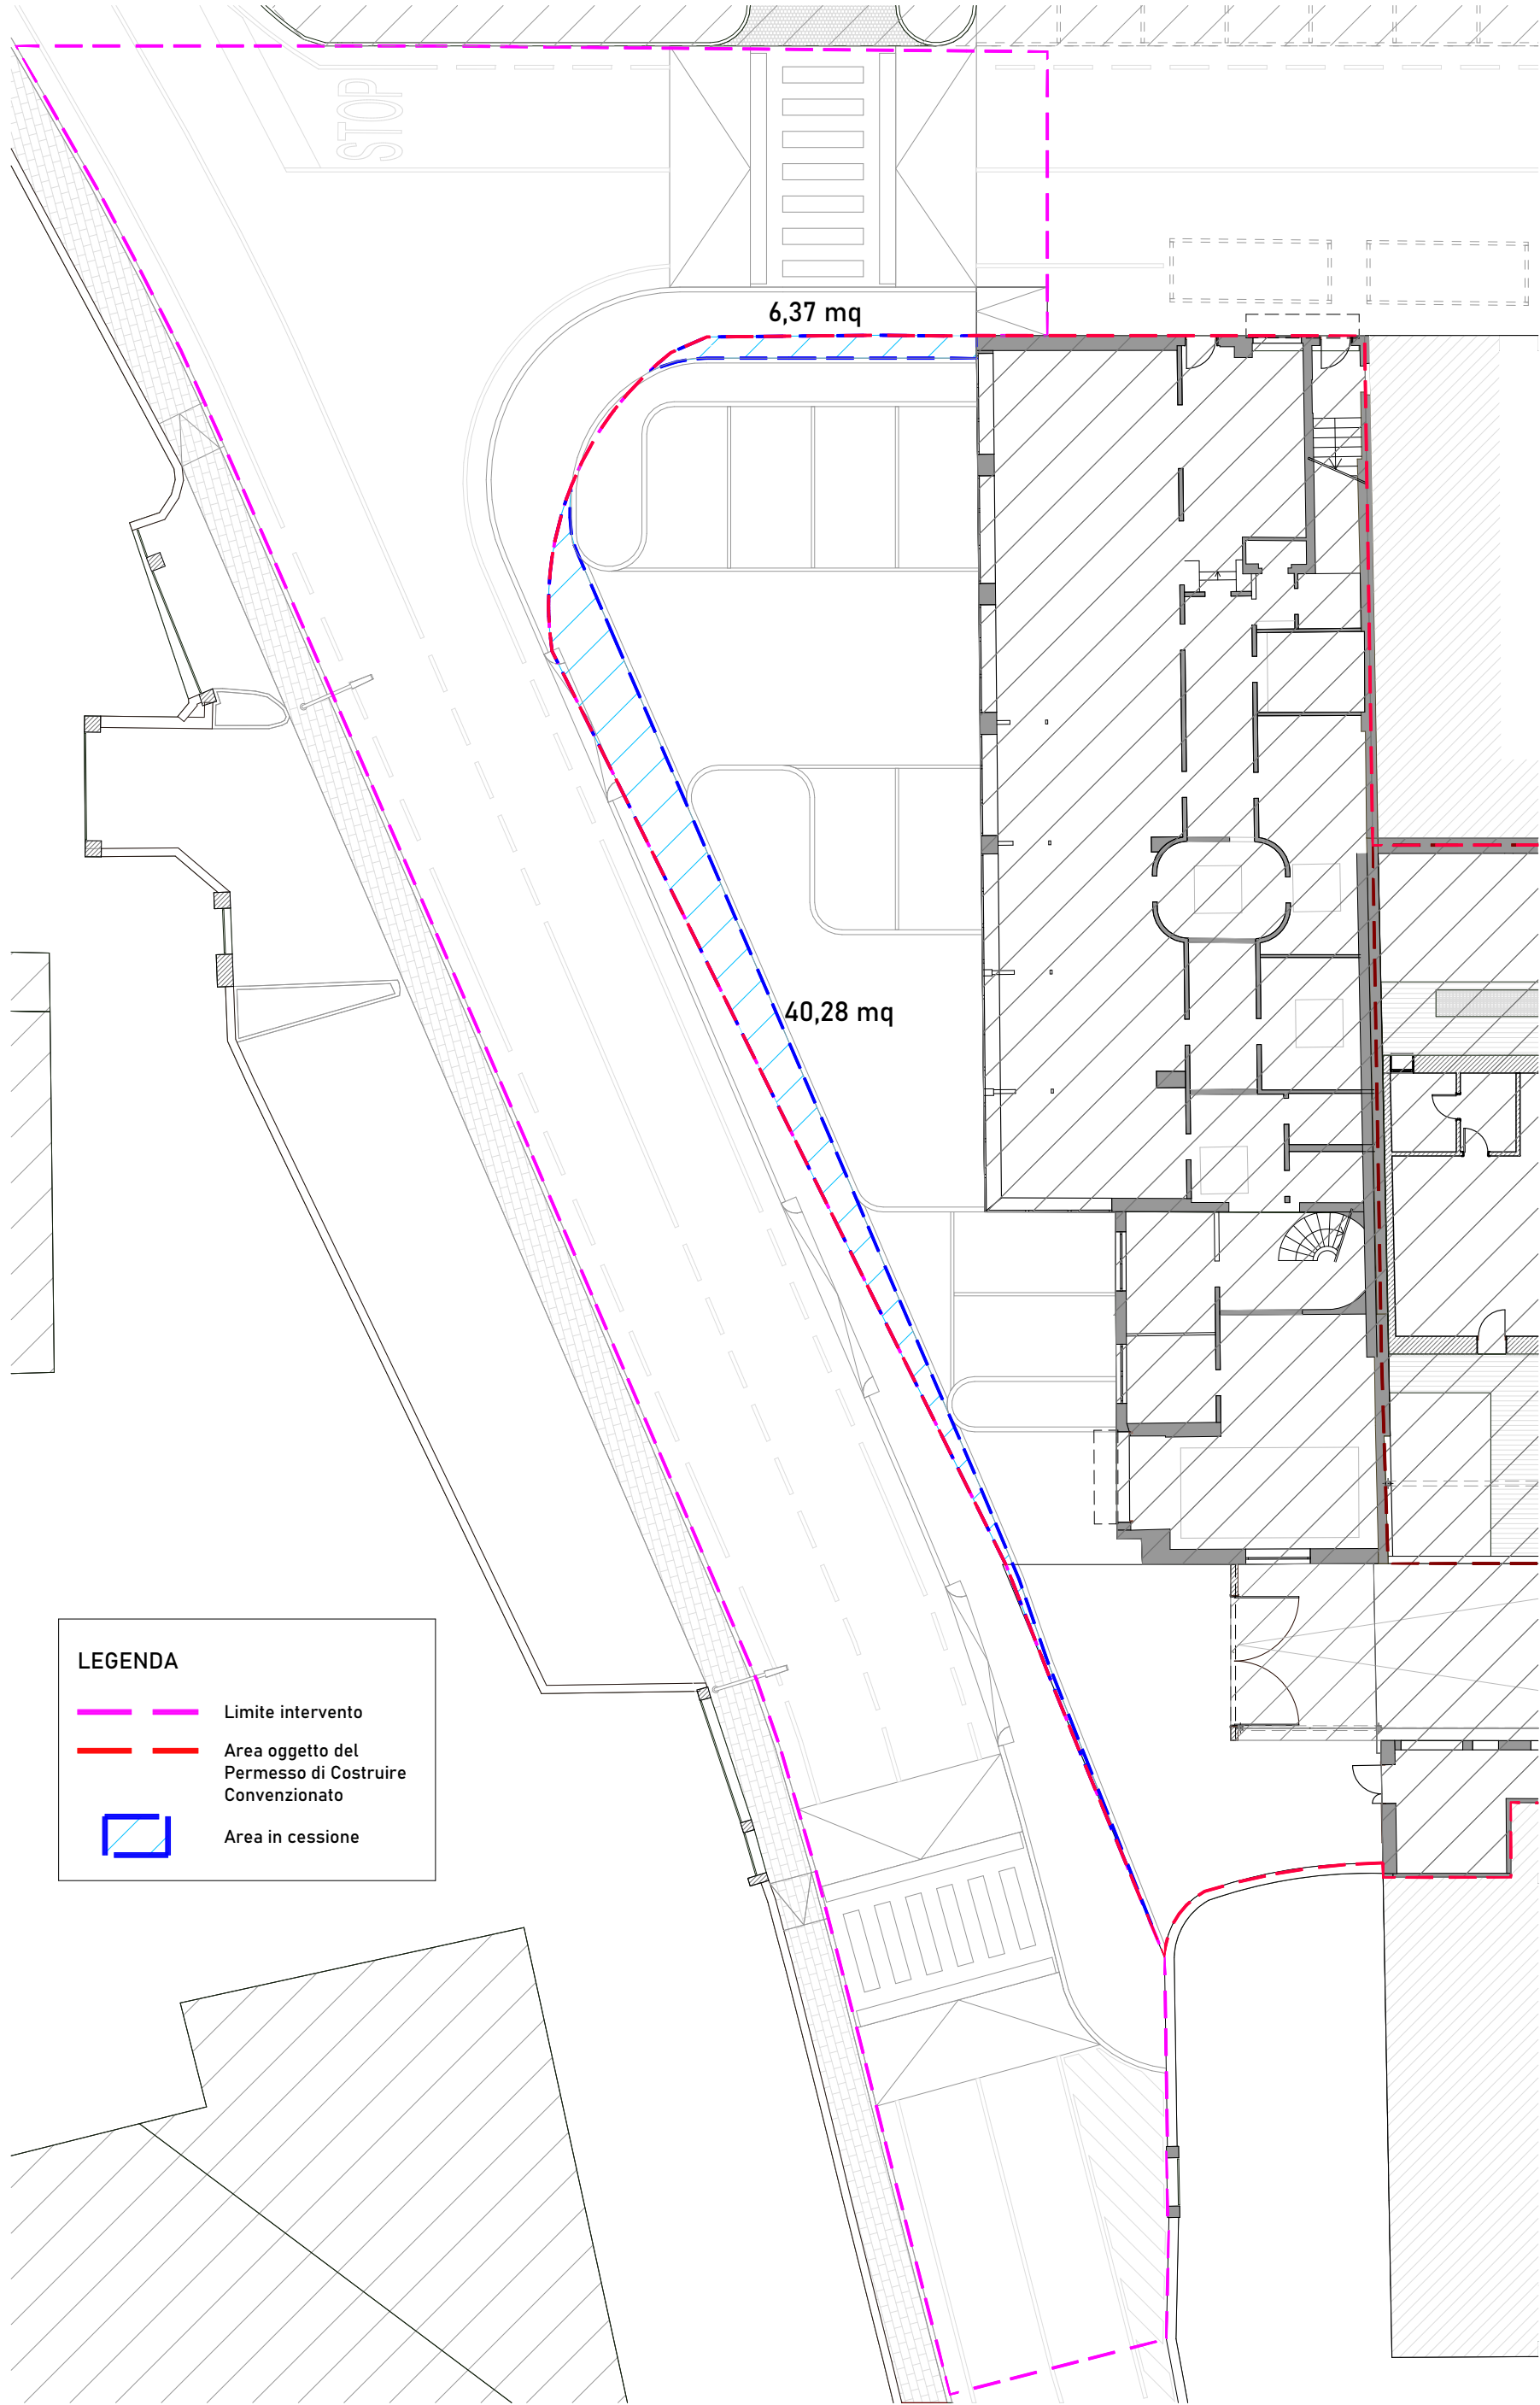 STOP
6,37 mq
40,28 mq
LEGENDA
Limite intervento
Area oggetto del
Permesso di Costruire
Convenzionato
Area in cessione